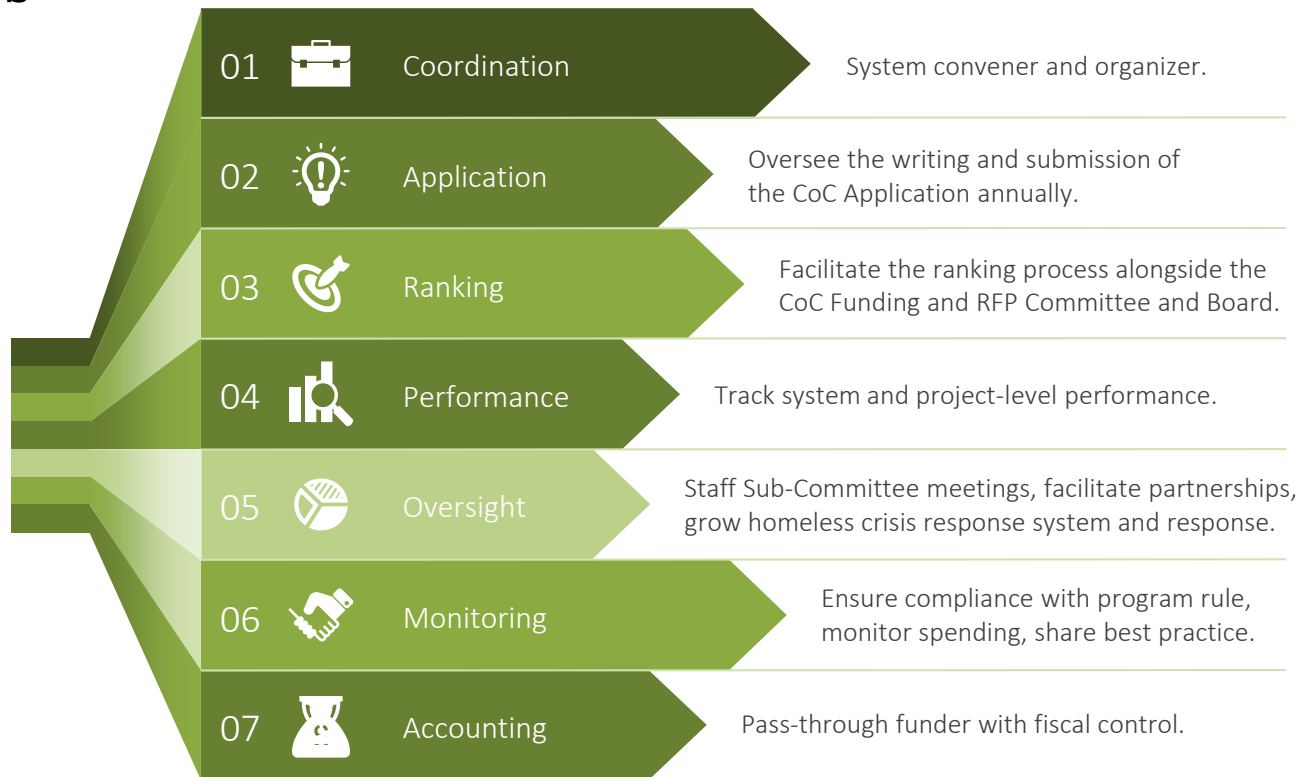 01 Coordination System convener and organizer.
02 Application Oversee the writing and submission of
the CoC Application annually.
03 Ranking Facilitate the ranking process alongside the
CoC Funding and RFP Committee and Board.
04 Performance Track system and project-level performance.
05 Oversight Staff Sub-Committee meetings, facilitate partnerships,
grow homeless crisis response system and response.
06 Monitoring Ensure compliance with program rule,
monitor spending, share best practice.
07 Accounting Pass-through funder with fiscal control.